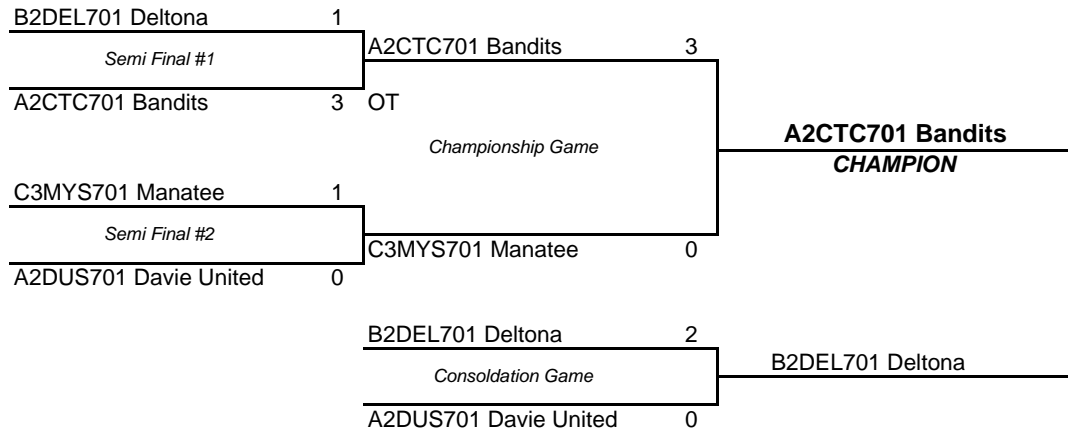 B2DEL701 Deltona 1
Semi Final #1
A2CTC701 Bandits 3
A2CTC701 Bandits 3 OT
Championship Game
A2CTC701 Bandits
CHAMPION
C3MYS701 Manatee 1
Semi Final #2
C3MYS701 Manatee 0
A2DUS701 Davie United 0
B2DEL701 Deltona 2
Consoldation Game
B2DEL701 Deltona
A2DUS701 Davie United 0